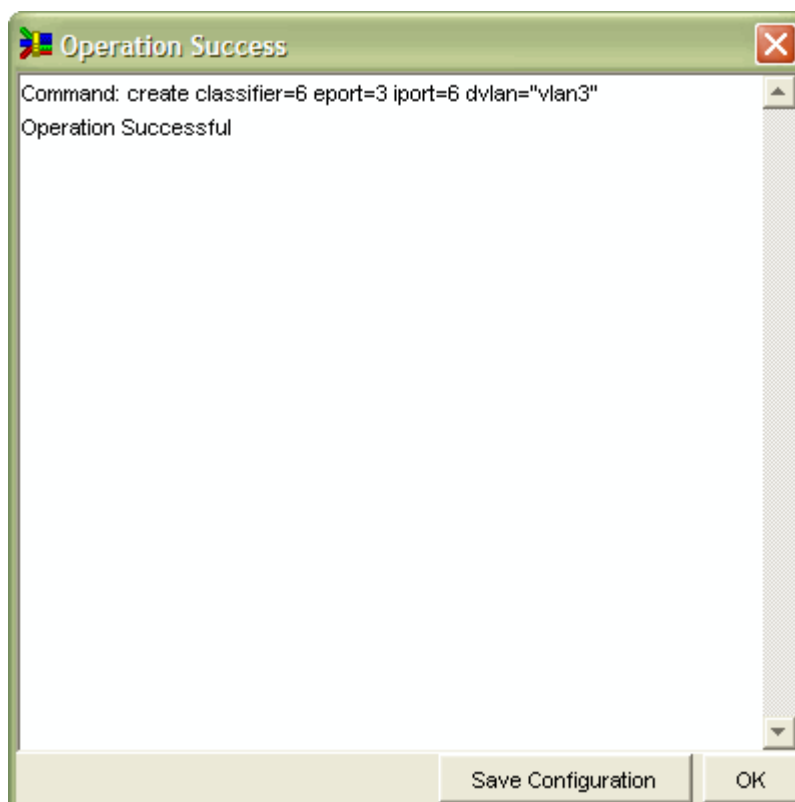 Operation Success
Command: create classifier=6 eport=3 iport=6 dvlan="vlan3"
Operation Successful
Save Configuration
OK